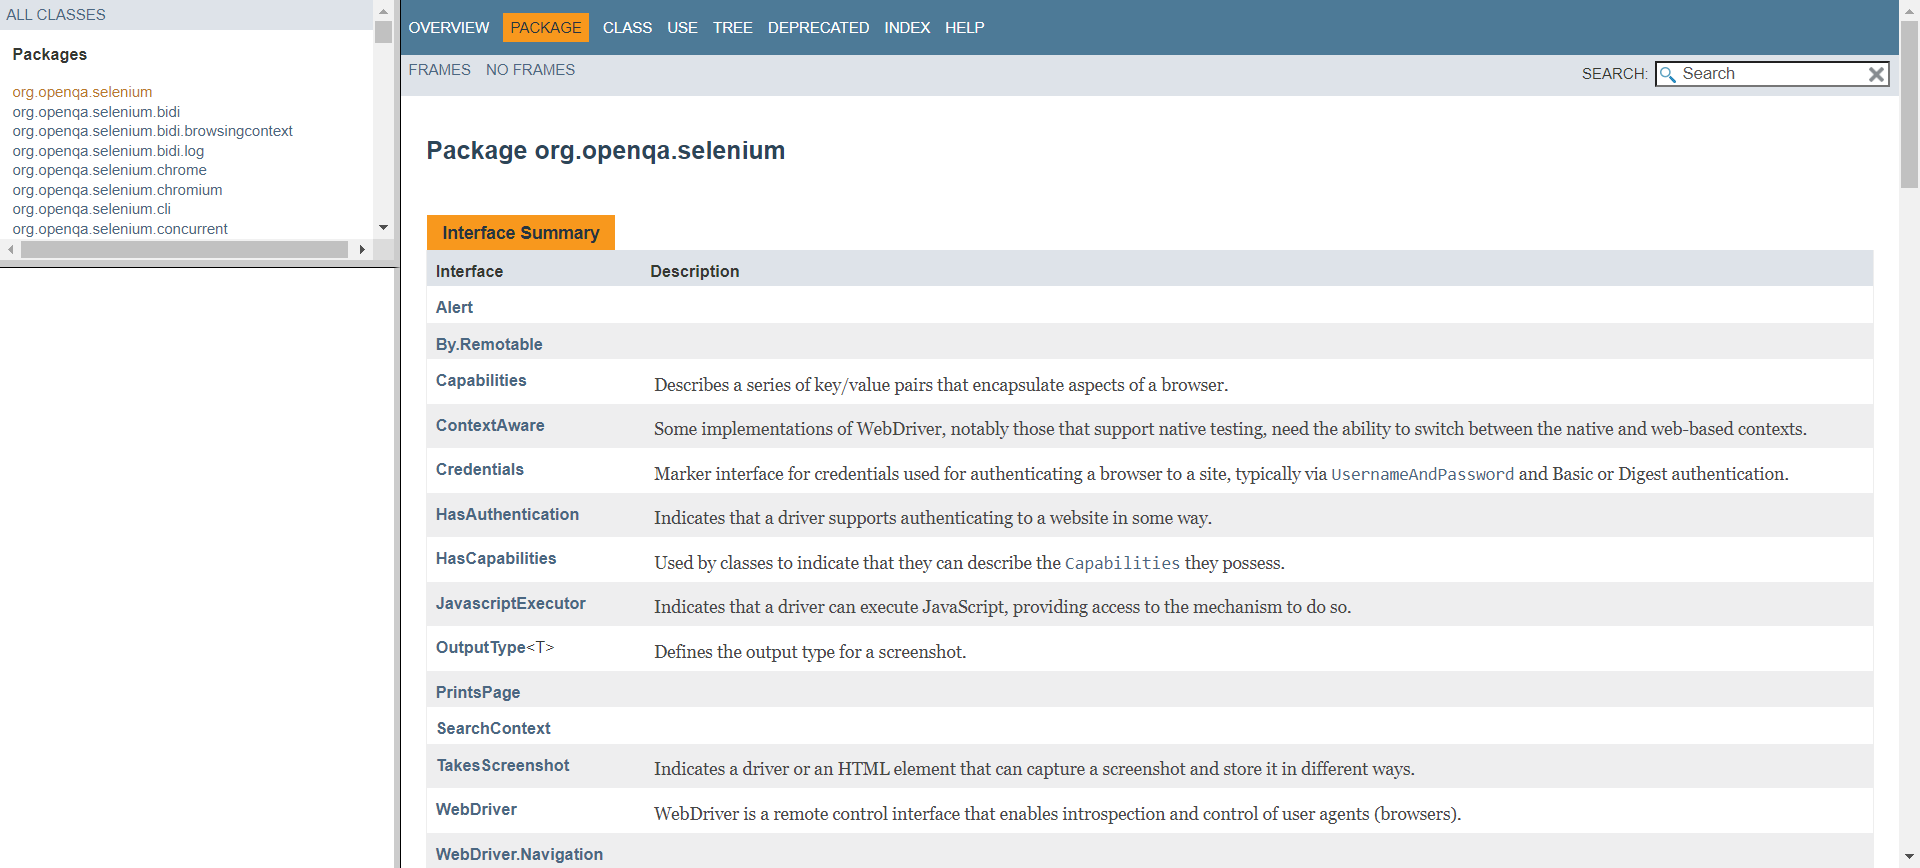 ALL CLASSES
Packages
org.openqa.selenium
org.openqa.selenium.bidi
org.openqa.selenium.bidi.browsingcontext
org.openqa.selenium.bidi.log
org.openqa.selenium.chrome
org.openqa.selenium.chromium
org.openqa.selenium.cli
org.openqa.selenium.concurrent
OVERVIEW PACKAGE CLASS USE TREE DEPRECATED INDEX HELP
FRAMES NO FRAMES
SEARCH: Search
Package org.openqa.selenium
Interface Summary
Interface Description
Alert
By.Remotable
Capabilities Describes a series of key/value pairs that encapsulate aspects of a browser.
ContextAware Some implementations of WebDriver, notably those that support native testing, need the ability to switch between the native and web-based contexts.
Credentials Marker interface for credentials used for authenticating a browser to a site, typically via UsernameAndPassword and Basic or Digest authentication.
HasAuthentication Indicates that a driver supports authenticating to a website in some way.
HasCapabilities Used by classes to indicate that they can describe the Capabilities they possess.
JavascriptExecutor Indicates that a driver can execute JavaScript, providing access to the mechanism to do so.
OutputType<T> Defines the output type for a screenshot.
PrintsPage
SearchContext
TakesScreenshot Indicates a driver or an HTML element that can capture a screenshot and store it in different ways.
WebDriver WebDriver is a remote control interface that enables introspection and control of user agents (browsers).
WebDriver.Navigation